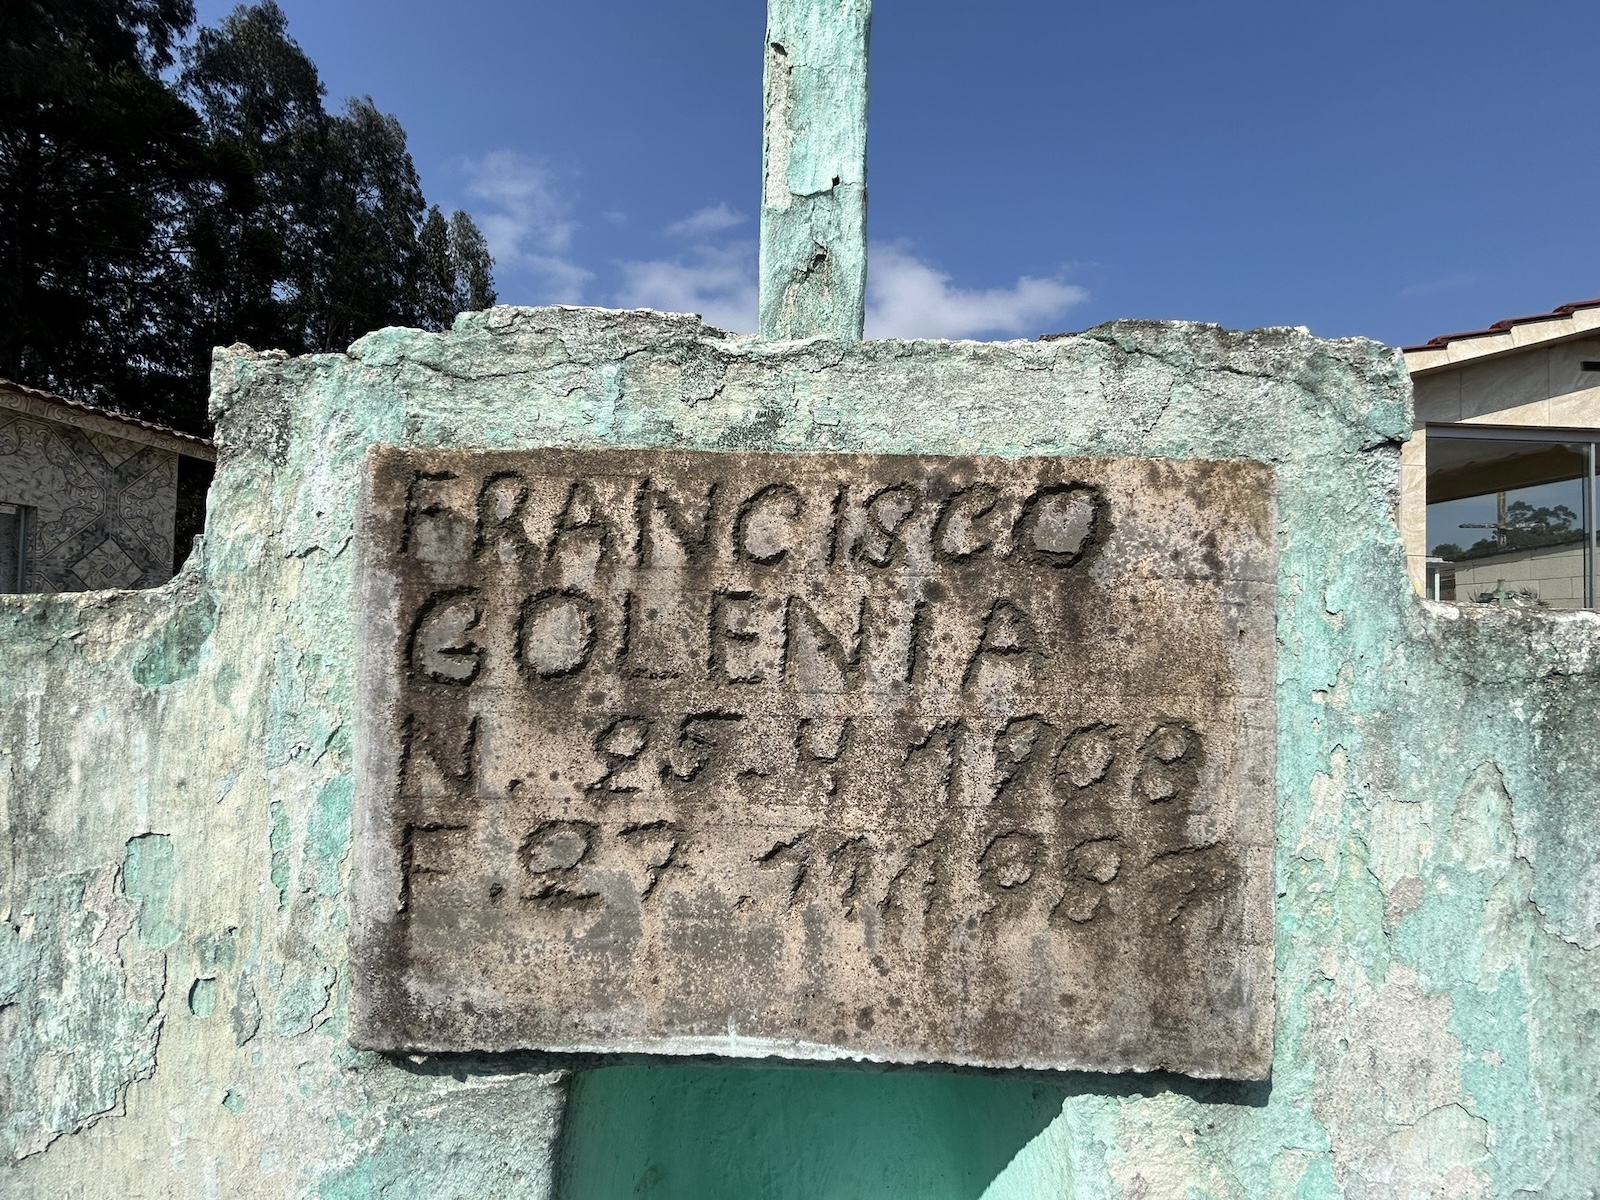 FRANCISCO
GOLENIA
N. 25-4 1908
F. 27.11 1987